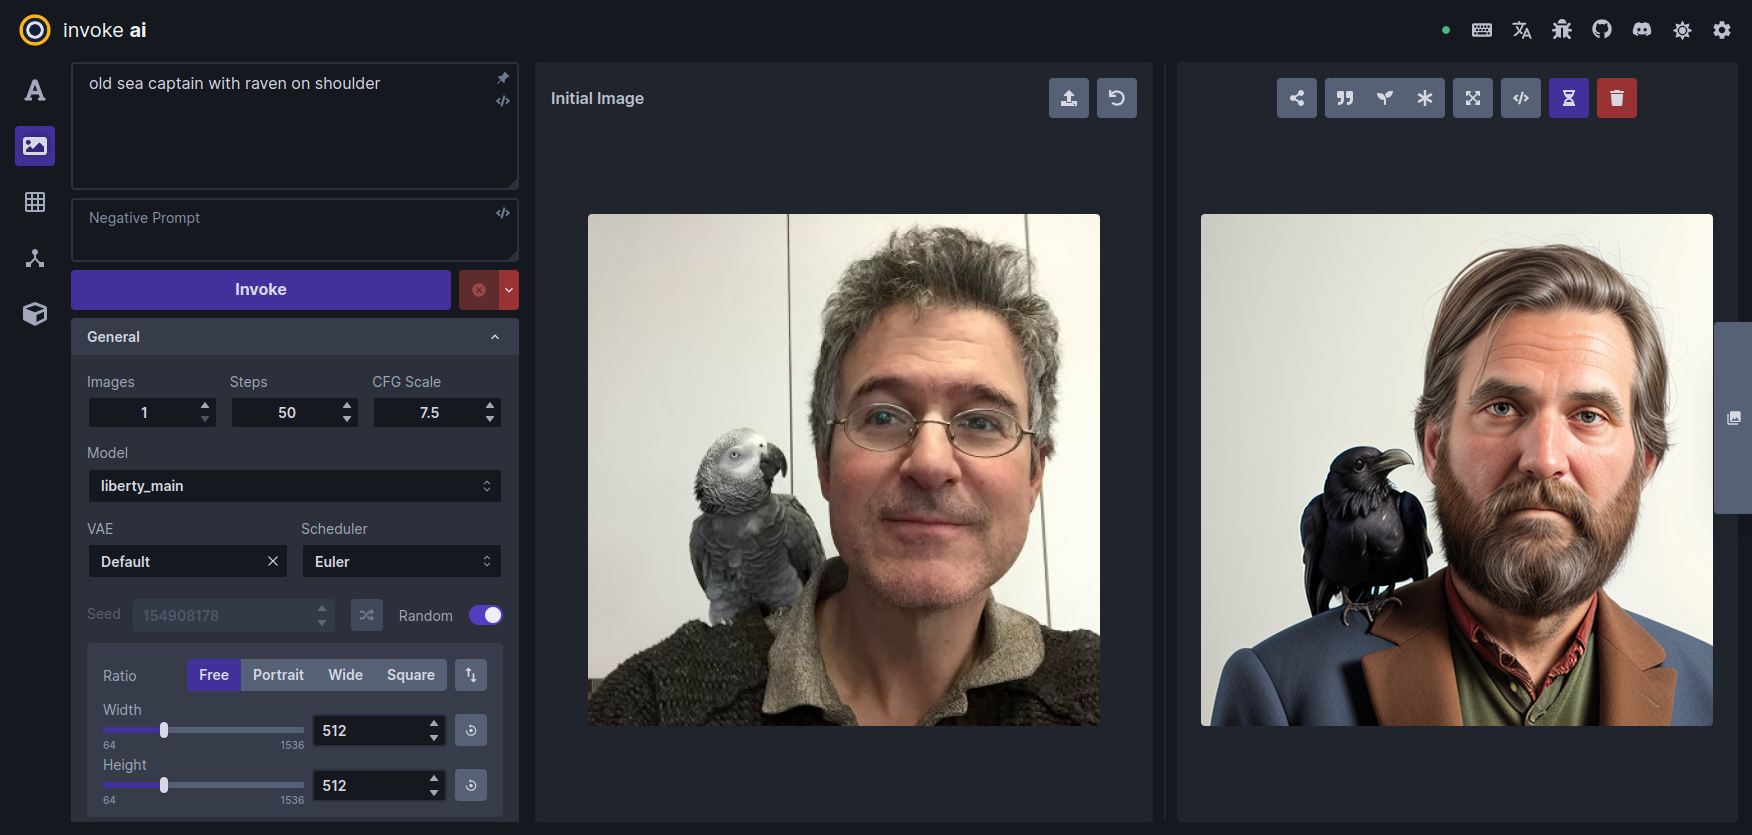 invoke ai
old sea captain with raven on shoulder
Negative Prompt
Invoke
General
Images Steps CFG Scale
1 50 7.5
Model
liberty_main
VAE Scheduler
Default Euler
Seed 154908178 Random
Ratio Free Portrait Wide Square
Width
512
64 1536
Height
512
64 1536
Initial Image